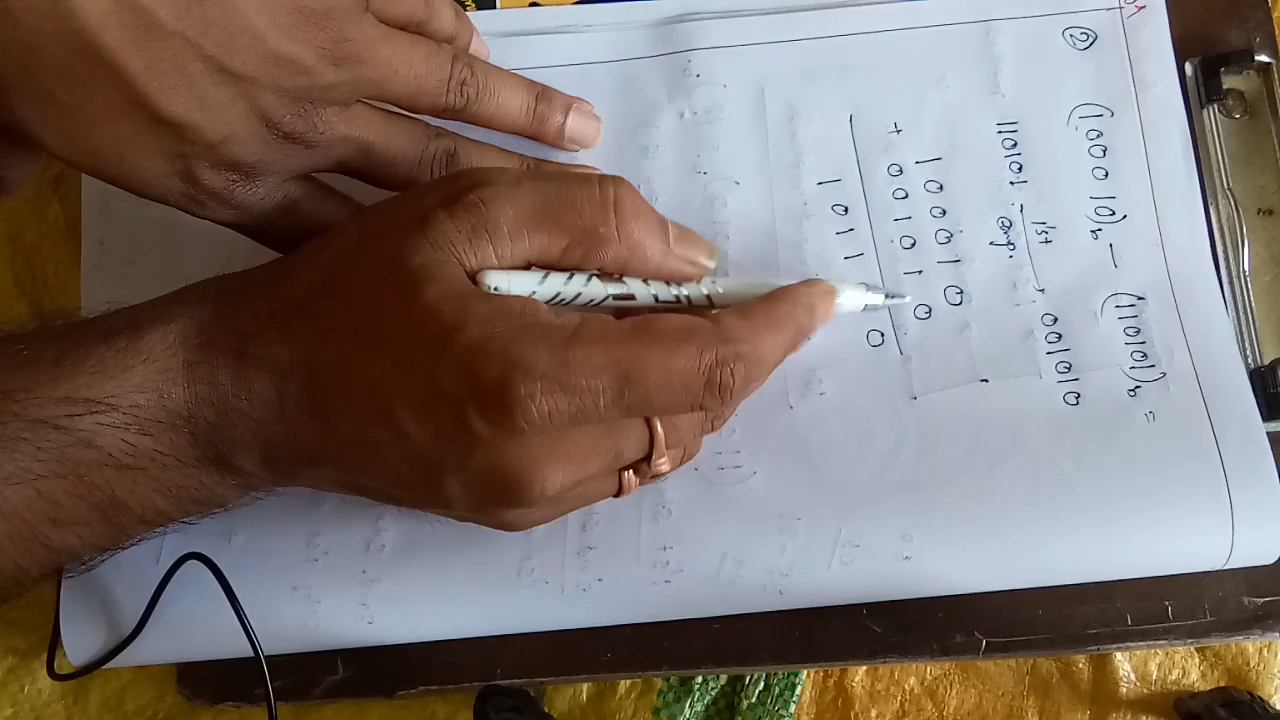 ②
(100010)₂ — (110101)₂ =
110101 1st comp. → 001010
1 0 0 0 1 0
+ 0 0 1 0 1 0
1 0 1 1 0